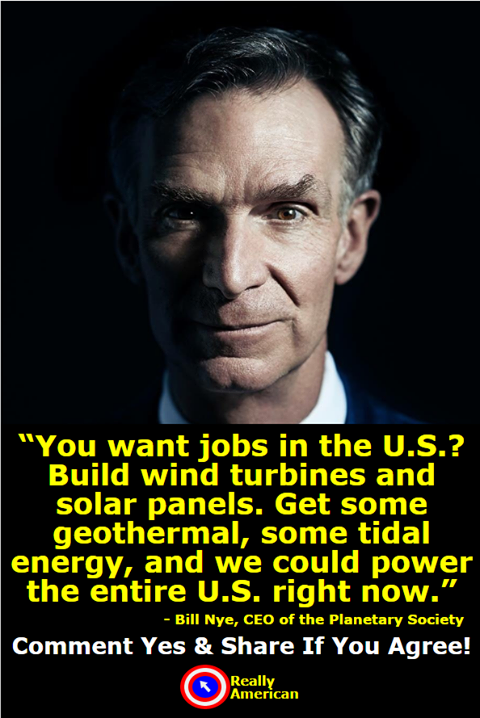 “You want jobs in the U.S.?
Build wind turbines and
solar panels. Get some
geothermal, some tidal
energy, and we could power
the entire U.S. right now.”
- Bill Nye, CEO of the Planetary Society
Comment Yes & Share If You Agree!
Really
American